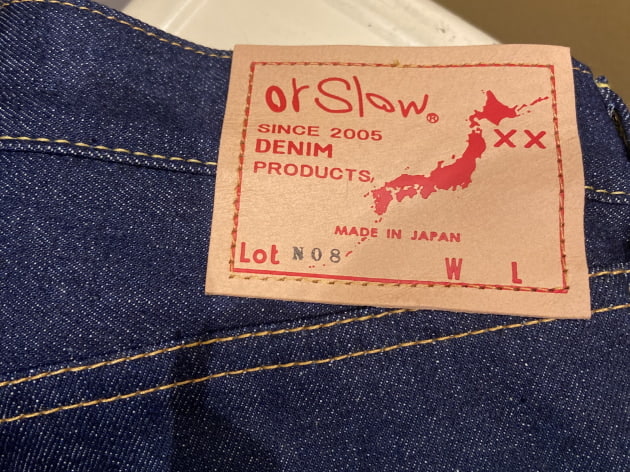 orSlow®
XX
SINCE 2005
DENIM
PRODUCTS
MADE IN JAPAN
Lot N08 W L